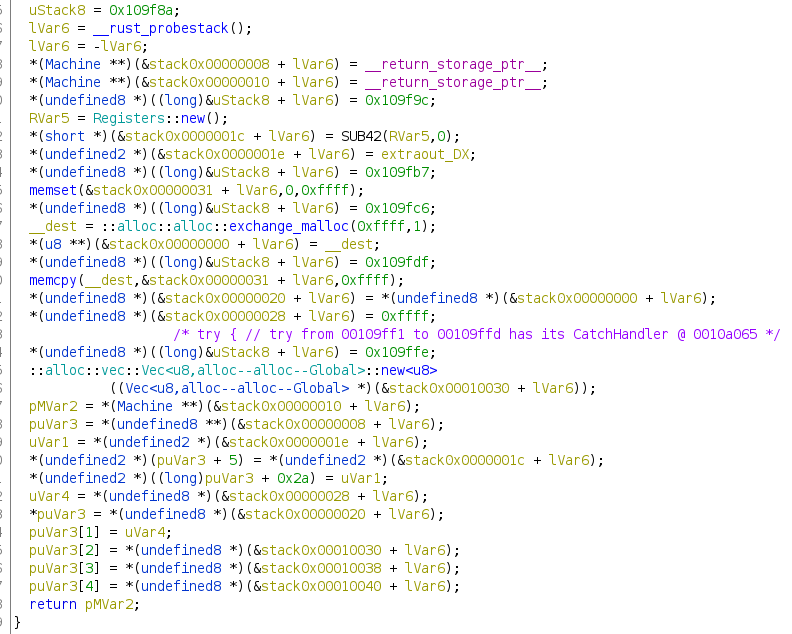 uStack8 = 0x109f8a;
lVar6 = __rust_probestack();
lVar6 = -lVar6;
*(Machine **)(&stack0x00000008 + lVar6) = __return_storage_ptr__;
*(Machine **)(&stack0x00000010 + lVar6) = __return_storage_ptr__;
*(undefined8 *)((long)&uStack8 + lVar6) = 0x109f9c;
RVar5 = Registers::new();
*(short *)(&stack0x0000001c + lVar6) = SUB42(RVar5,0);
*(undefined2 *)(&stack0x0000001e + lVar6) = extraout_DX;
*(undefined8 *)((long)&uStack8 + lVar6) = 0x109fb7;
memset(&stack0x00000031 + lVar6,0,0xffff);
*(undefined8 *)((long)&uStack8 + lVar6) = 0x109fc6;
__dest = ::alloc::alloc::exchange_malloc(0xffff,1);
*(u8 **)(&stack0x00000000 + lVar6) = __dest;
*(undefined8 *)((long)&uStack8 + lVar6) = 0x109fdf;
memcpy(__dest,&stack0x00000031 + lVar6,0xffff);
*(undefined8 *)(&stack0x00000020 + lVar6) = *(undefined8 *)(&stack0x00000000 + lVar6);
*(undefined8 *)(&stack0x00000028 + lVar6) = 0xffff;
/* try { // try from 00109ff1 to 00109ffd has its CatchHandler @ 0010a065 */
*(undefined8 *)((long)&uStack8 + lVar6) = 0x109ffe;
::alloc::vec::Vec<u8,alloc--alloc--Global>::new<u8>
((Vec<u8,alloc--alloc--Global> *)(&stack0x00010030 + lVar6));
pMVar2 = *(Machine **)(&stack0x00000010 + lVar6);
puVar3 = *(undefined8 **)(&stack0x00000008 + lVar6);
uVar1 = *(undefined2 *)(&stack0x0000001e + lVar6);
*(undefined2 *)(puVar3 + 5) = *(undefined2 *)(&stack0x0000001c + lVar6);
*(undefined2 *)((long)puVar3 + 0x2a) = uVar1;
uVar4 = *(undefined8 *)(&stack0x00000028 + lVar6);
*puVar3 = *(undefined8 *)(&stack0x00000020 + lVar6);
puVar3[1] = uVar4;
puVar3[2] = *(undefined8 *)(&stack0x00010030 + lVar6);
puVar3[3] = *(undefined8 *)(&stack0x00010038 + lVar6);
puVar3[4] = *(undefined8 *)(&stack0x00010040 + lVar6);
return pMVar2;
}